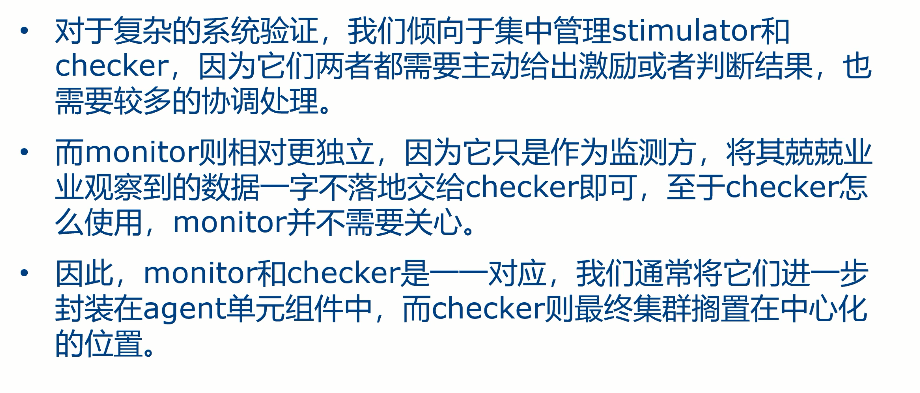 • 对于复杂的系统验证，我们倾向于集中管理stimulator和
checker，因为它们两者都需要主动给出激励或者判断结果，也
需要较多的协调处理。
• 而monitor则相对更独立，因为它只是作为监测方，将其兢兢业
业观察到的数据一字不落地交给checker即可，至于checker怎
么使用，monitor并不需要关心。
• 因此，monitor和checker是一一对应，我们通常将它们进一步
封装在agent单元组件中，而checker则最终集群搁置在中心化
的位置。